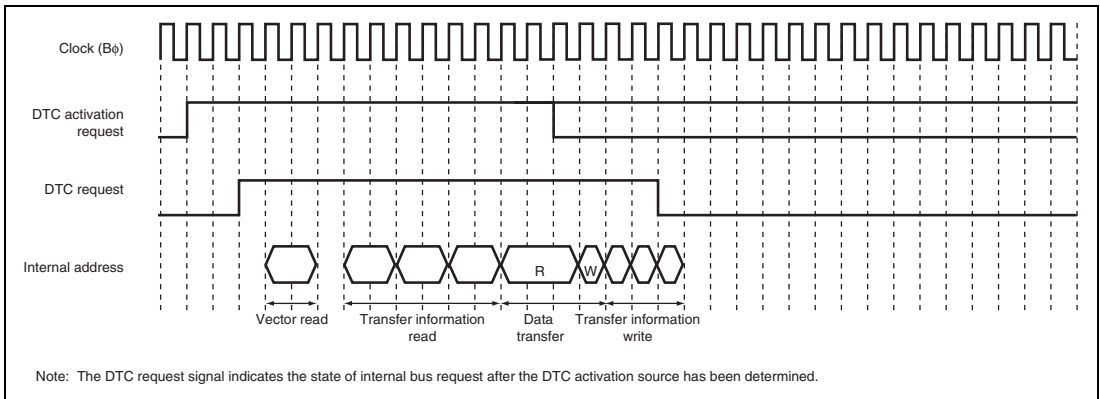 Clock (Bφ)
DTC activation
request
DTC request
Internal address
R
W
Vector read
Transfer information
read
Data
transfer
Transfer information
write
Note: The DTC request signal indicates the state of internal bus request after the DTC activation source has been determined.